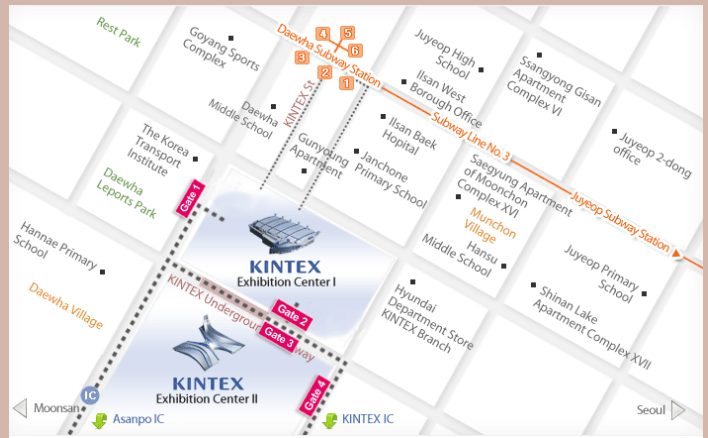 Rest Park
Goyang Sports
Complex
4
5
6
3
2
1
Daewha Subway Station
Juyeop High
School
Ilsan West
Borough Office
Ssangyong Gisan
Apartment
Complex VI
KINTEX St
Daewha
Middle School
Gunyoung
Apartment
Ilsan Baek
Hopital
Janchone
Primary School
Subway Line No. 3
Juyeop 2-dong
office
The Korea
Transport
Institute
Daewha
Leports Park
Gate 1
Saegyung Apartment
of Moonchon
Complex XVI
Munchon
Village
Hansu
Middle School
Juyeop Subway Station
Hannae Primary
School
Daewha Village
KINTEX
Exhibition Center I
KINTEX Underground
way
Gate 2
Gate 3
Gate 4
Hyundai
Department Store
KINTEX Branch
Juyeop Primary
School
Shinan Lake
Apartment Complex XVII
KINTEX
Exhibition Center II
IC
Moonsan
Asanpo IC
KINTEX IC
Seoul